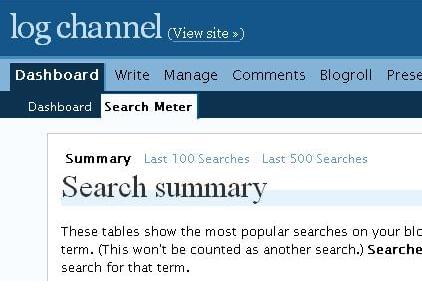 log channel (View site »)
Dashboard Write Manage Comments Blogroll
Dashboard Search Meter
Summary Last 100 Searches Last 500 Searches
Search summary
These tables show the most popular searches on your
term. (This won't be counted as another search.)
search for that term.